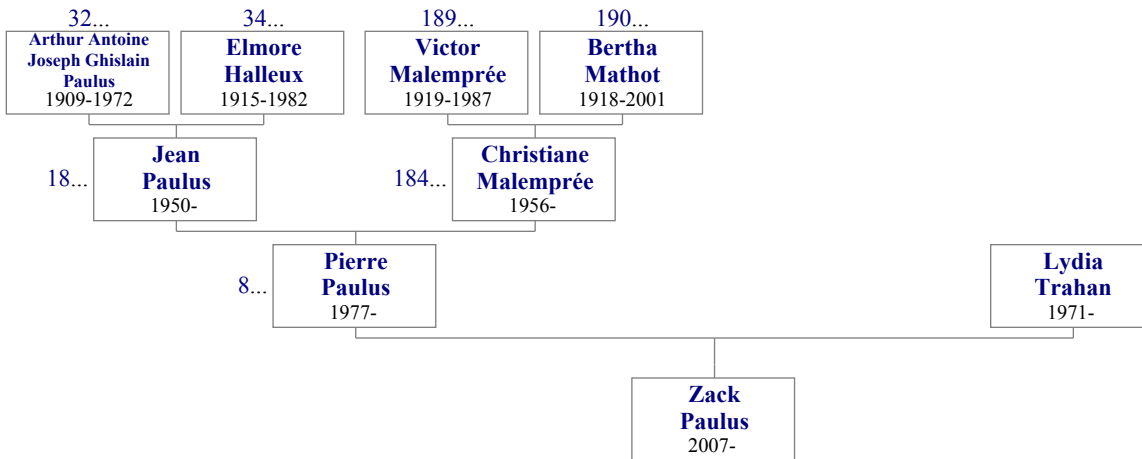 32...
34...
189...
190...
Arthur Antoine
Joseph Ghislain
Paulus
1909-1972
Elmore
Halleux
1915-1982
Victor
Malemprée
1919-1987
Bertha
Mathot
1918-2001
18...
Jean
Paulus
1950-
184...
Christiane
Malemprée
1956-
8...
Pierre
Paulus
1977-
Lydia
Trahan
1971-
Zack
Paulus
2007-